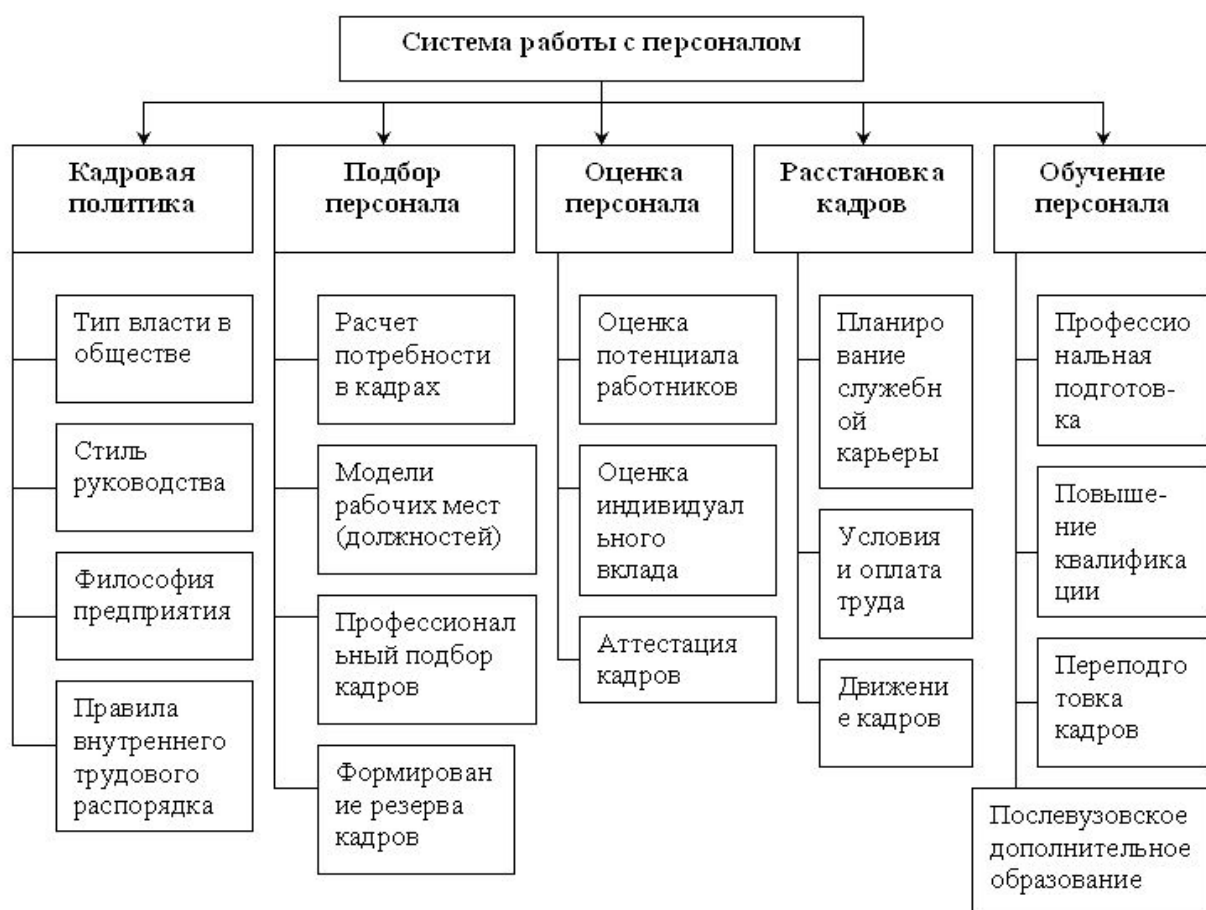 Система работы с персоналом
Кадровая
политика
Подбор
персонала
Оценка
персонала
Расстановка
кадров
Обучение
персонала
Тип власти в
обществе
Стиль
руководства
Философия
предприятия
Правила
внутреннего
трудового
распорядка
Расчет
потребности
в кадрах
Модели
рабочих мест
(должностей)
Профессионал
ьный подбор
кадров
Формирован
ие резерва
кадров
Оценка
потенциала
работников
Оценка
индивидуал
ьного
вклада
Аттестация
кадров
Планиро
вание
служебн
ой
карьеры
Условия
и оплата
труда
Движени
е кадров
Профессио
нальная
подготов-
ка
Повыше-
ние
квалифика
ции
Переподго
товка
кадров
Послевузовское
дополнительное
образование